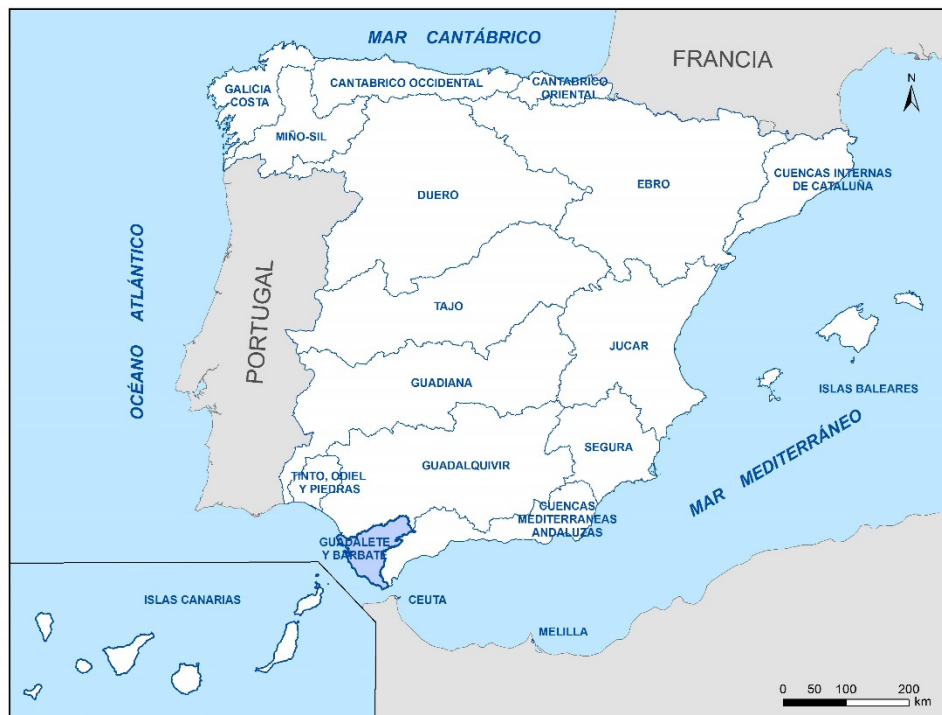 MAR CANTÁBRICO
FRANCIA
N
GALICIA
COSTA
CANTABRICO OCCIDENTAL
CANTABRICO
ORIENTAL
MIÑO-SIL
CUENCAS INTERNAS
DE CATALUÑA
EBRO
DUERO
OCÉANO ATLÁNTICO
PORTUGAL
TAJO
JUCAR
GUADIANA
ISLAS BALEARES
MAR MEDITERRÁNEO
SEGURA
GUADALQUIVIR
TINTO, ODIEL
Y PIEDRAS
CUENCAS
MEDITERRANEAS
ANDALUZAS
GUADALETE
Y BARBATE
ISLAS CANARIAS
CEUTA
MELILLA
0 50 100 200
km